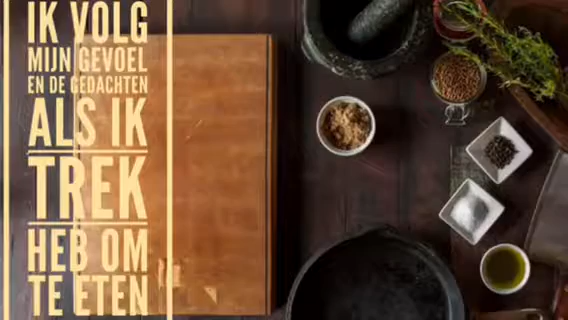 IK VOLG
MIJN GEVOEL
EN DE GEDACHTEN
ALS IK
TREK
HEB OM
TE ETEN